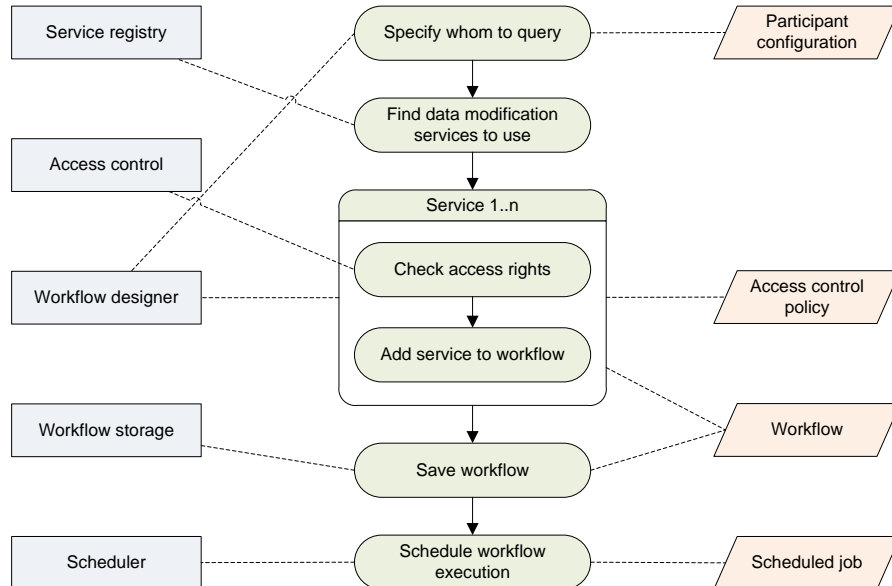 Service registry
Specify whom to query
Participant
configuration
Find data modification
services to use
Access control
Service 1..n
Check access rights
Workflow designer
Access control
policy
Add service to workflow
Workflow storage
Workflow
Save workflow
Scheduler
Schedule workflow
execution
Scheduled job